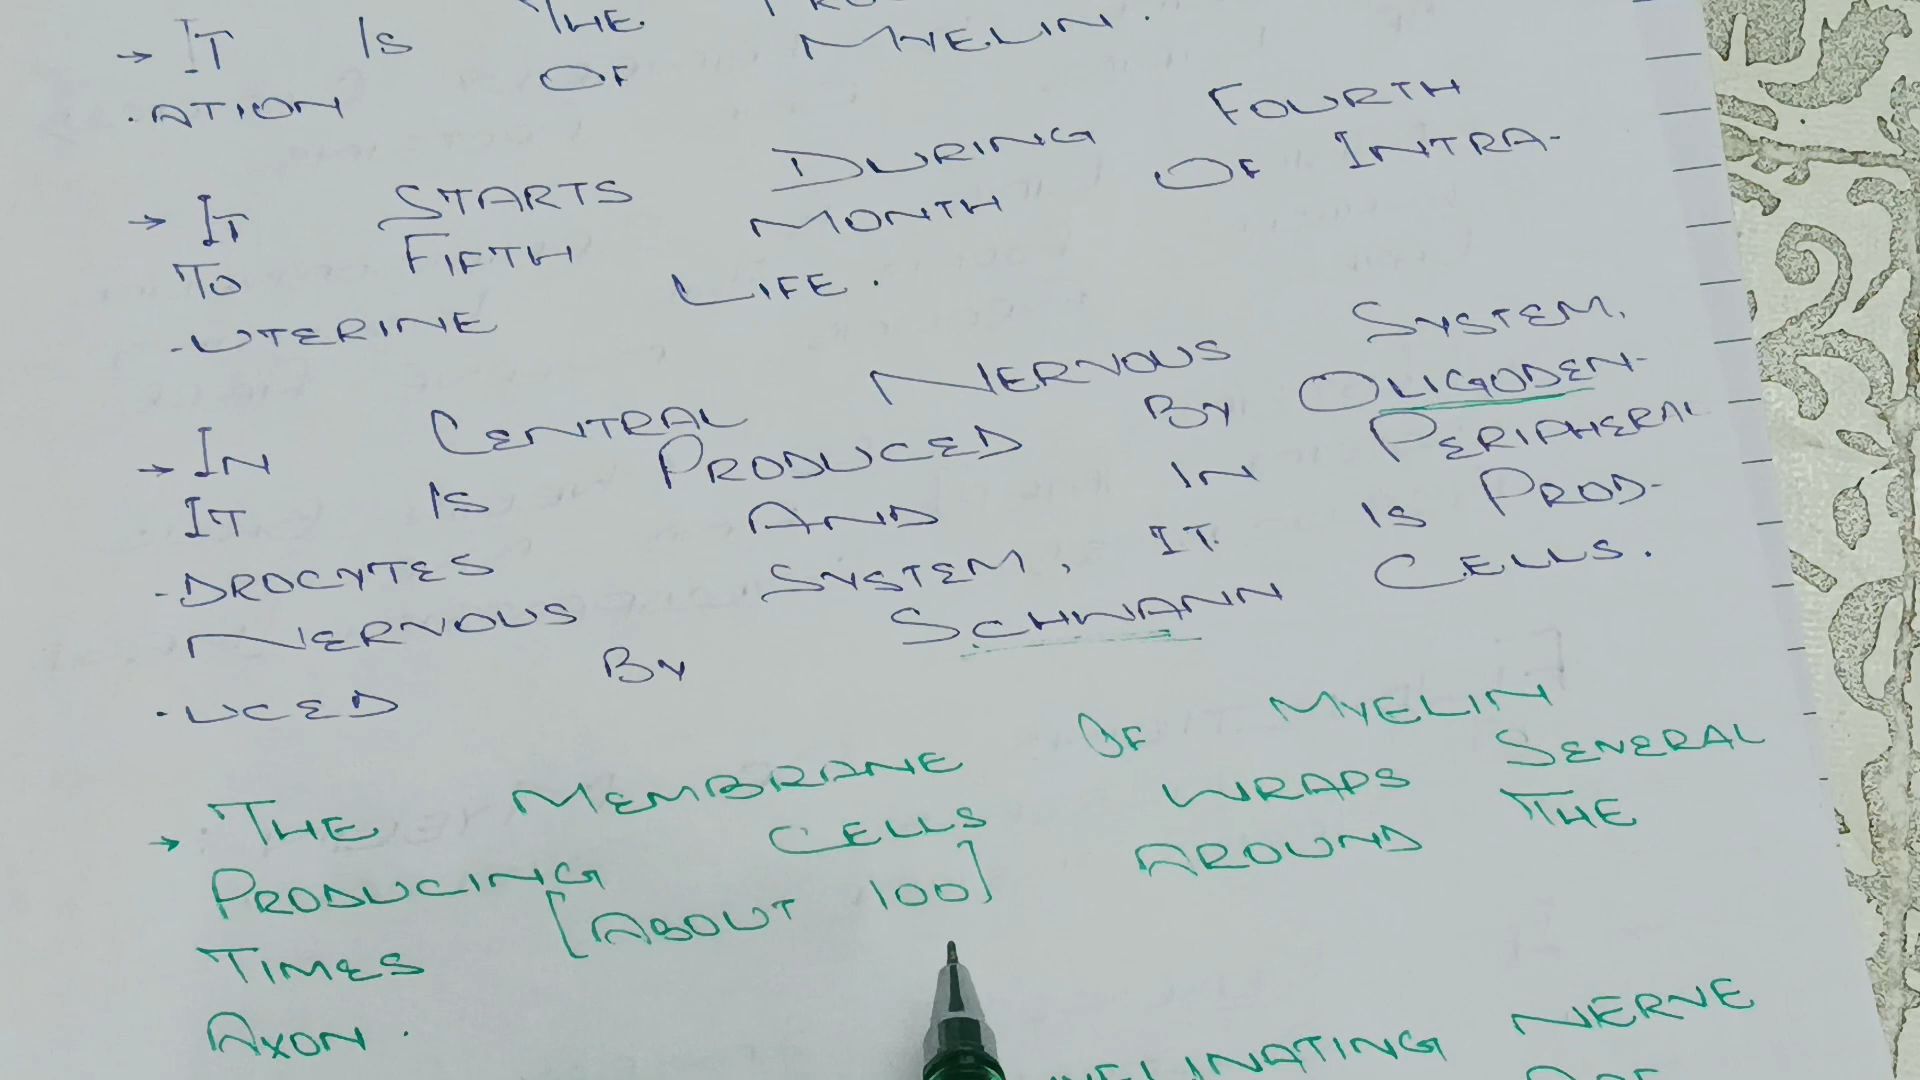 → IT IS THE
-ATION OF MYELIN.
→ IT STARTS DURING FOURTH
TO FIFTH MONTH OF INTRA-
-UTERINE LIFE.
→ IN CENTRAL NERVOUS SYSTEM,
IT IS PRODUCED BY OLIGODEN-
-DROCYTES AND IN PERIPHERAL
NERVOUS SYSTEM, IT IS PROD-
-UCED BY SCHWANN CELLS.
→ THE MEMBRANE OF MYELIN
PRODUCING CELLS WRAPS SEVERAL
TIMES [ABOUT 100] AROUND THE
AXON.
NERVE